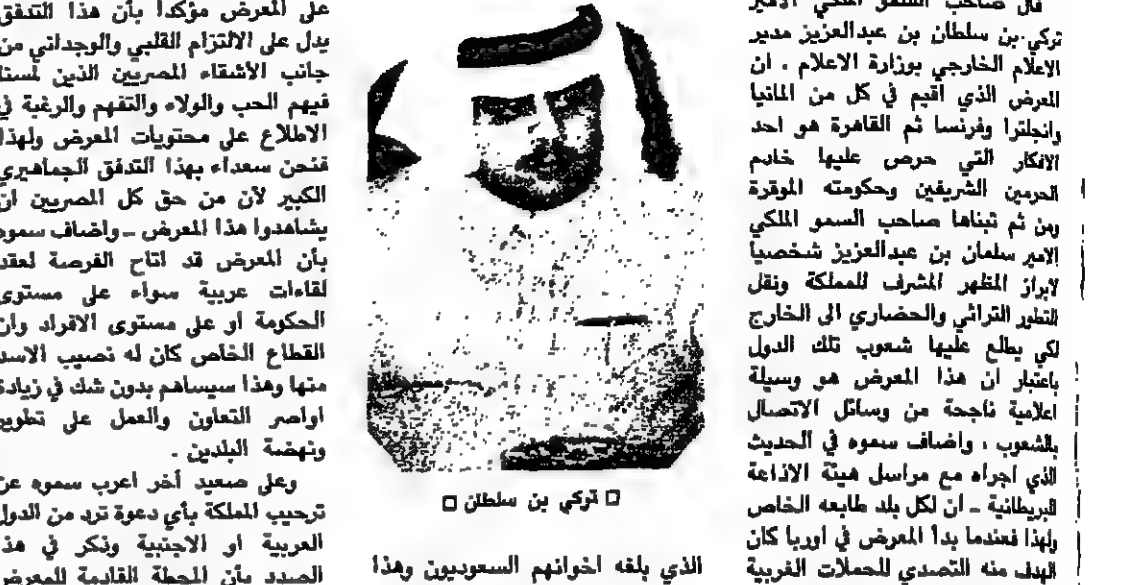 قال صاحب السمو الملكي الامير
تركي بن سلطان بن عبدالعزيز مدير
الاعلام الخارجي بوزارة الاعلام . ان
المعرض الذي اقيم في كل من المانيا
وانجلترا وفرنسا ثم القاهرة هو احد
الافكار التي حرص عليها خادم
الحرمين الشريفين وحكومته الموقرة
ومن ثم تبناها صاحب السمو الملكي
الامير سلمان بن عبدالعزيز شخصيا
لابراز المظهر المشرف للمملكة ونقل
التطور التراثي والحضاري الى الخارج
لكي يطلع عليها شعوب تلك الدول
باعتبار ان هذا المعرض هو وسيلة
اعلامية ناجحة من وسائل الاتصال
بالشعوب ، واضاف سموه في الحديث
الذي اجراه مع مراسل هيئة الاذاعة
البريطانية ـ ان لكل بلد طابعه الخاص
ولهذا فعندما بدأ المعرض في اوربا كان
الهدف منه التصدي للحملات الغربية
□ تركي بن سلطان □
الذي بلغه اخوانهم السعوديون وهذا
على المعرض مؤكدا بأن هذا التدفق
يدل على الالتزام القلبي والوجداني من
جانب الأشقاء المصريين الذين لمسنا
فيهم الحب والولاء والتفهم والرغبة في
الاطلاع على محتويات المعرض ولهذا
فنحن سعداء بهذا التدفق الجماهيري
الكبير لأن من حق كل المصريين ان
يشاهدوا هذا المعرض ـ واضاف سموه
بأن المعرض قد اتاح الفرصة لعقد
لقاءات عربية سواء على مستوى
الحكومة او على مستوى الافراد وان
القطاع الخاص كان له نصيب الاسد
منها وهذا سيساهم بدون شك في زيادة
اواصر التعاون والعمل على تطوير
ونهضة البلدين .
وعلى صعيد أخر اعرب سموه عن
ترحيب المملكة بأي دعوة ترد من الدول
العربية او الاجنبية وذكر في هذا
الصدد بأن المحطة القادمة للمعرض